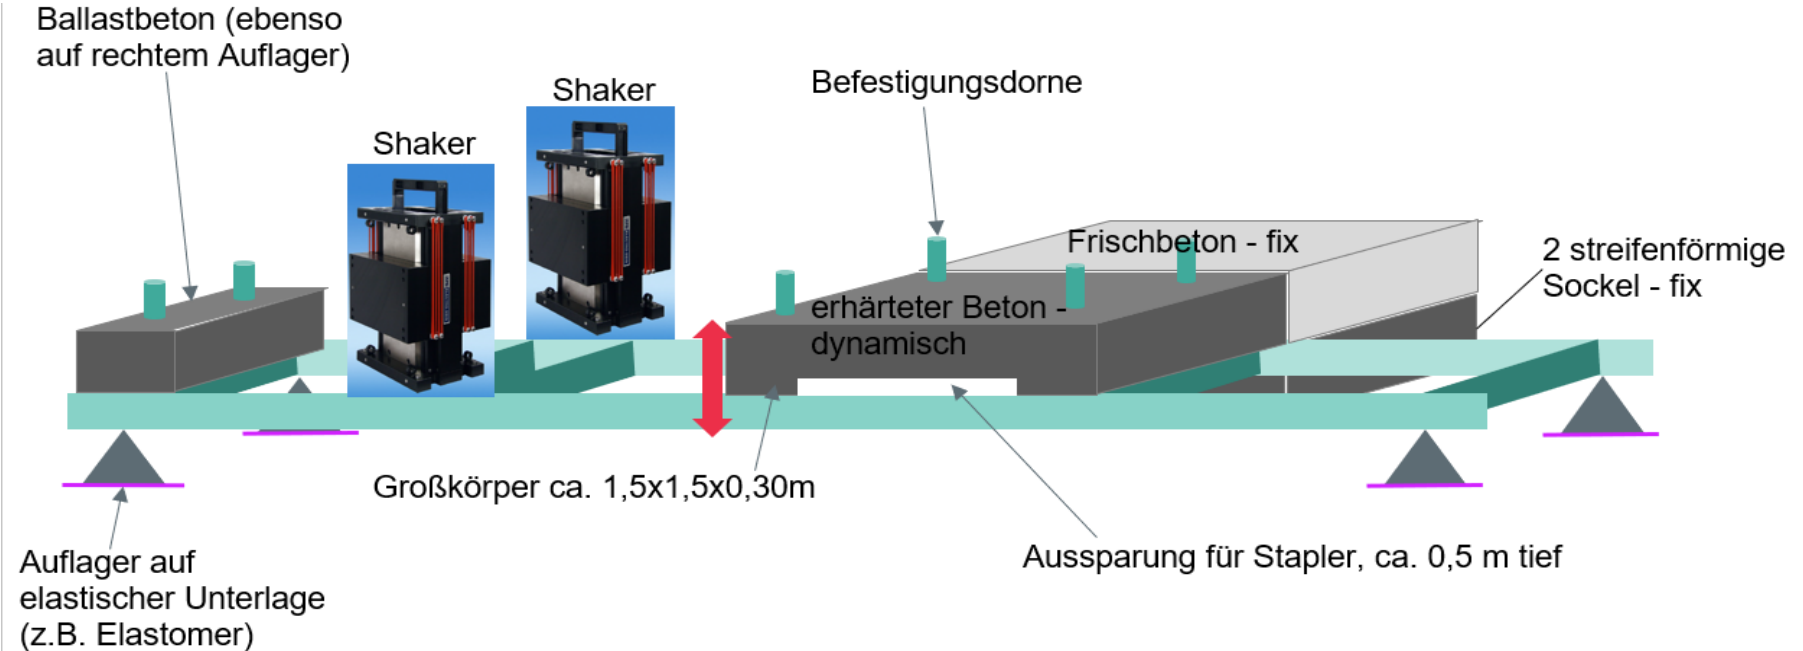 Ballastbeton (ebenso
auf rechtem Auflager)
Shaker
Shaker
Befestigungsdorne
Frischbeton - fix
2 streifenförmige
Sockel - fix
erhärteter Beton -
dynamisch
Großkörper ca. 1,5x1,5x0,30m
Aussparung für Stapler, ca. 0,5 m tief
Auflager auf
elastischer Unterlage
(z.B. Elastomer)